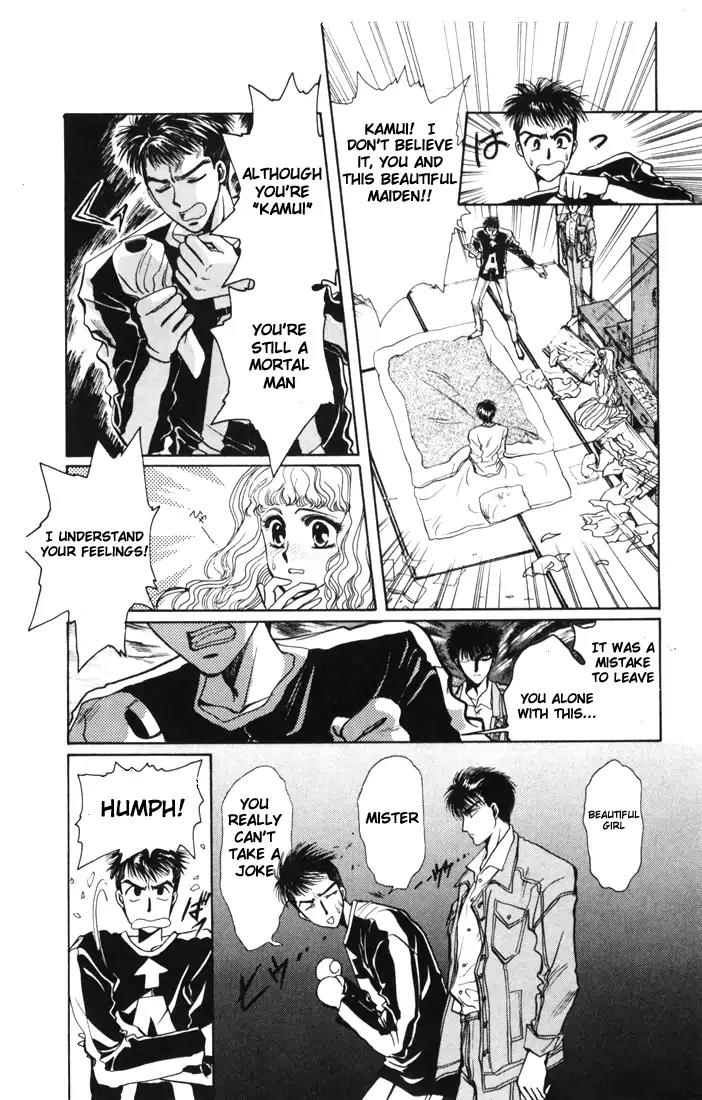 はっ
KAMUI! I
DON'T BELIEVE
IT, YOU AND
THIS BEAUTIFUL
MAIDEN!!
ALTHOUGH
YOU'RE
"KAMUI"
YOU'RE
STILL A
MORTAL
MAN
I UNDERSTAND
YOUR FEELINGS!
IT WAS A
MISTAKE
TO LEAVE
YOU ALONE
WITH THIS...
BEAUTIFUL
GIRL
MISTER
YOU
REALLY
CAN'T
TAKE A
JOKE
HUMPH!